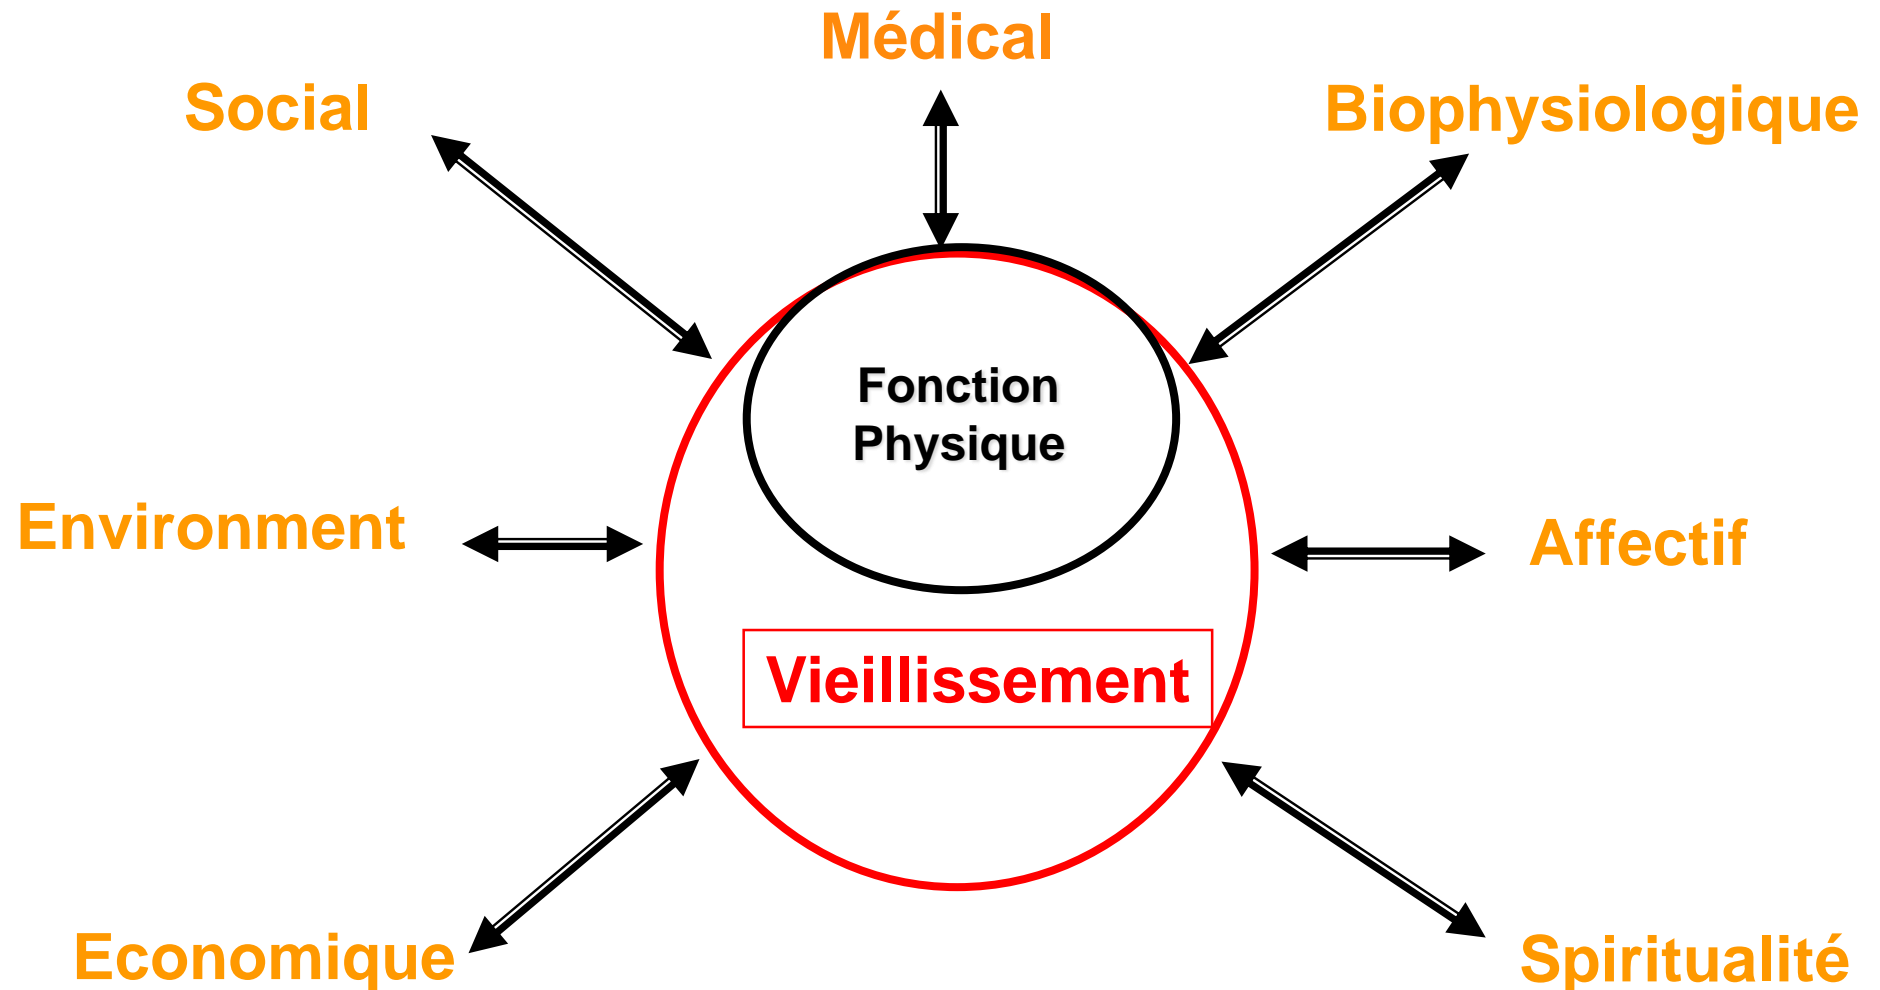 Médical
Social
Biophysiologique
Fonction
Physique
Environment
Affectif
Vieillissement
Economique
Spiritualité